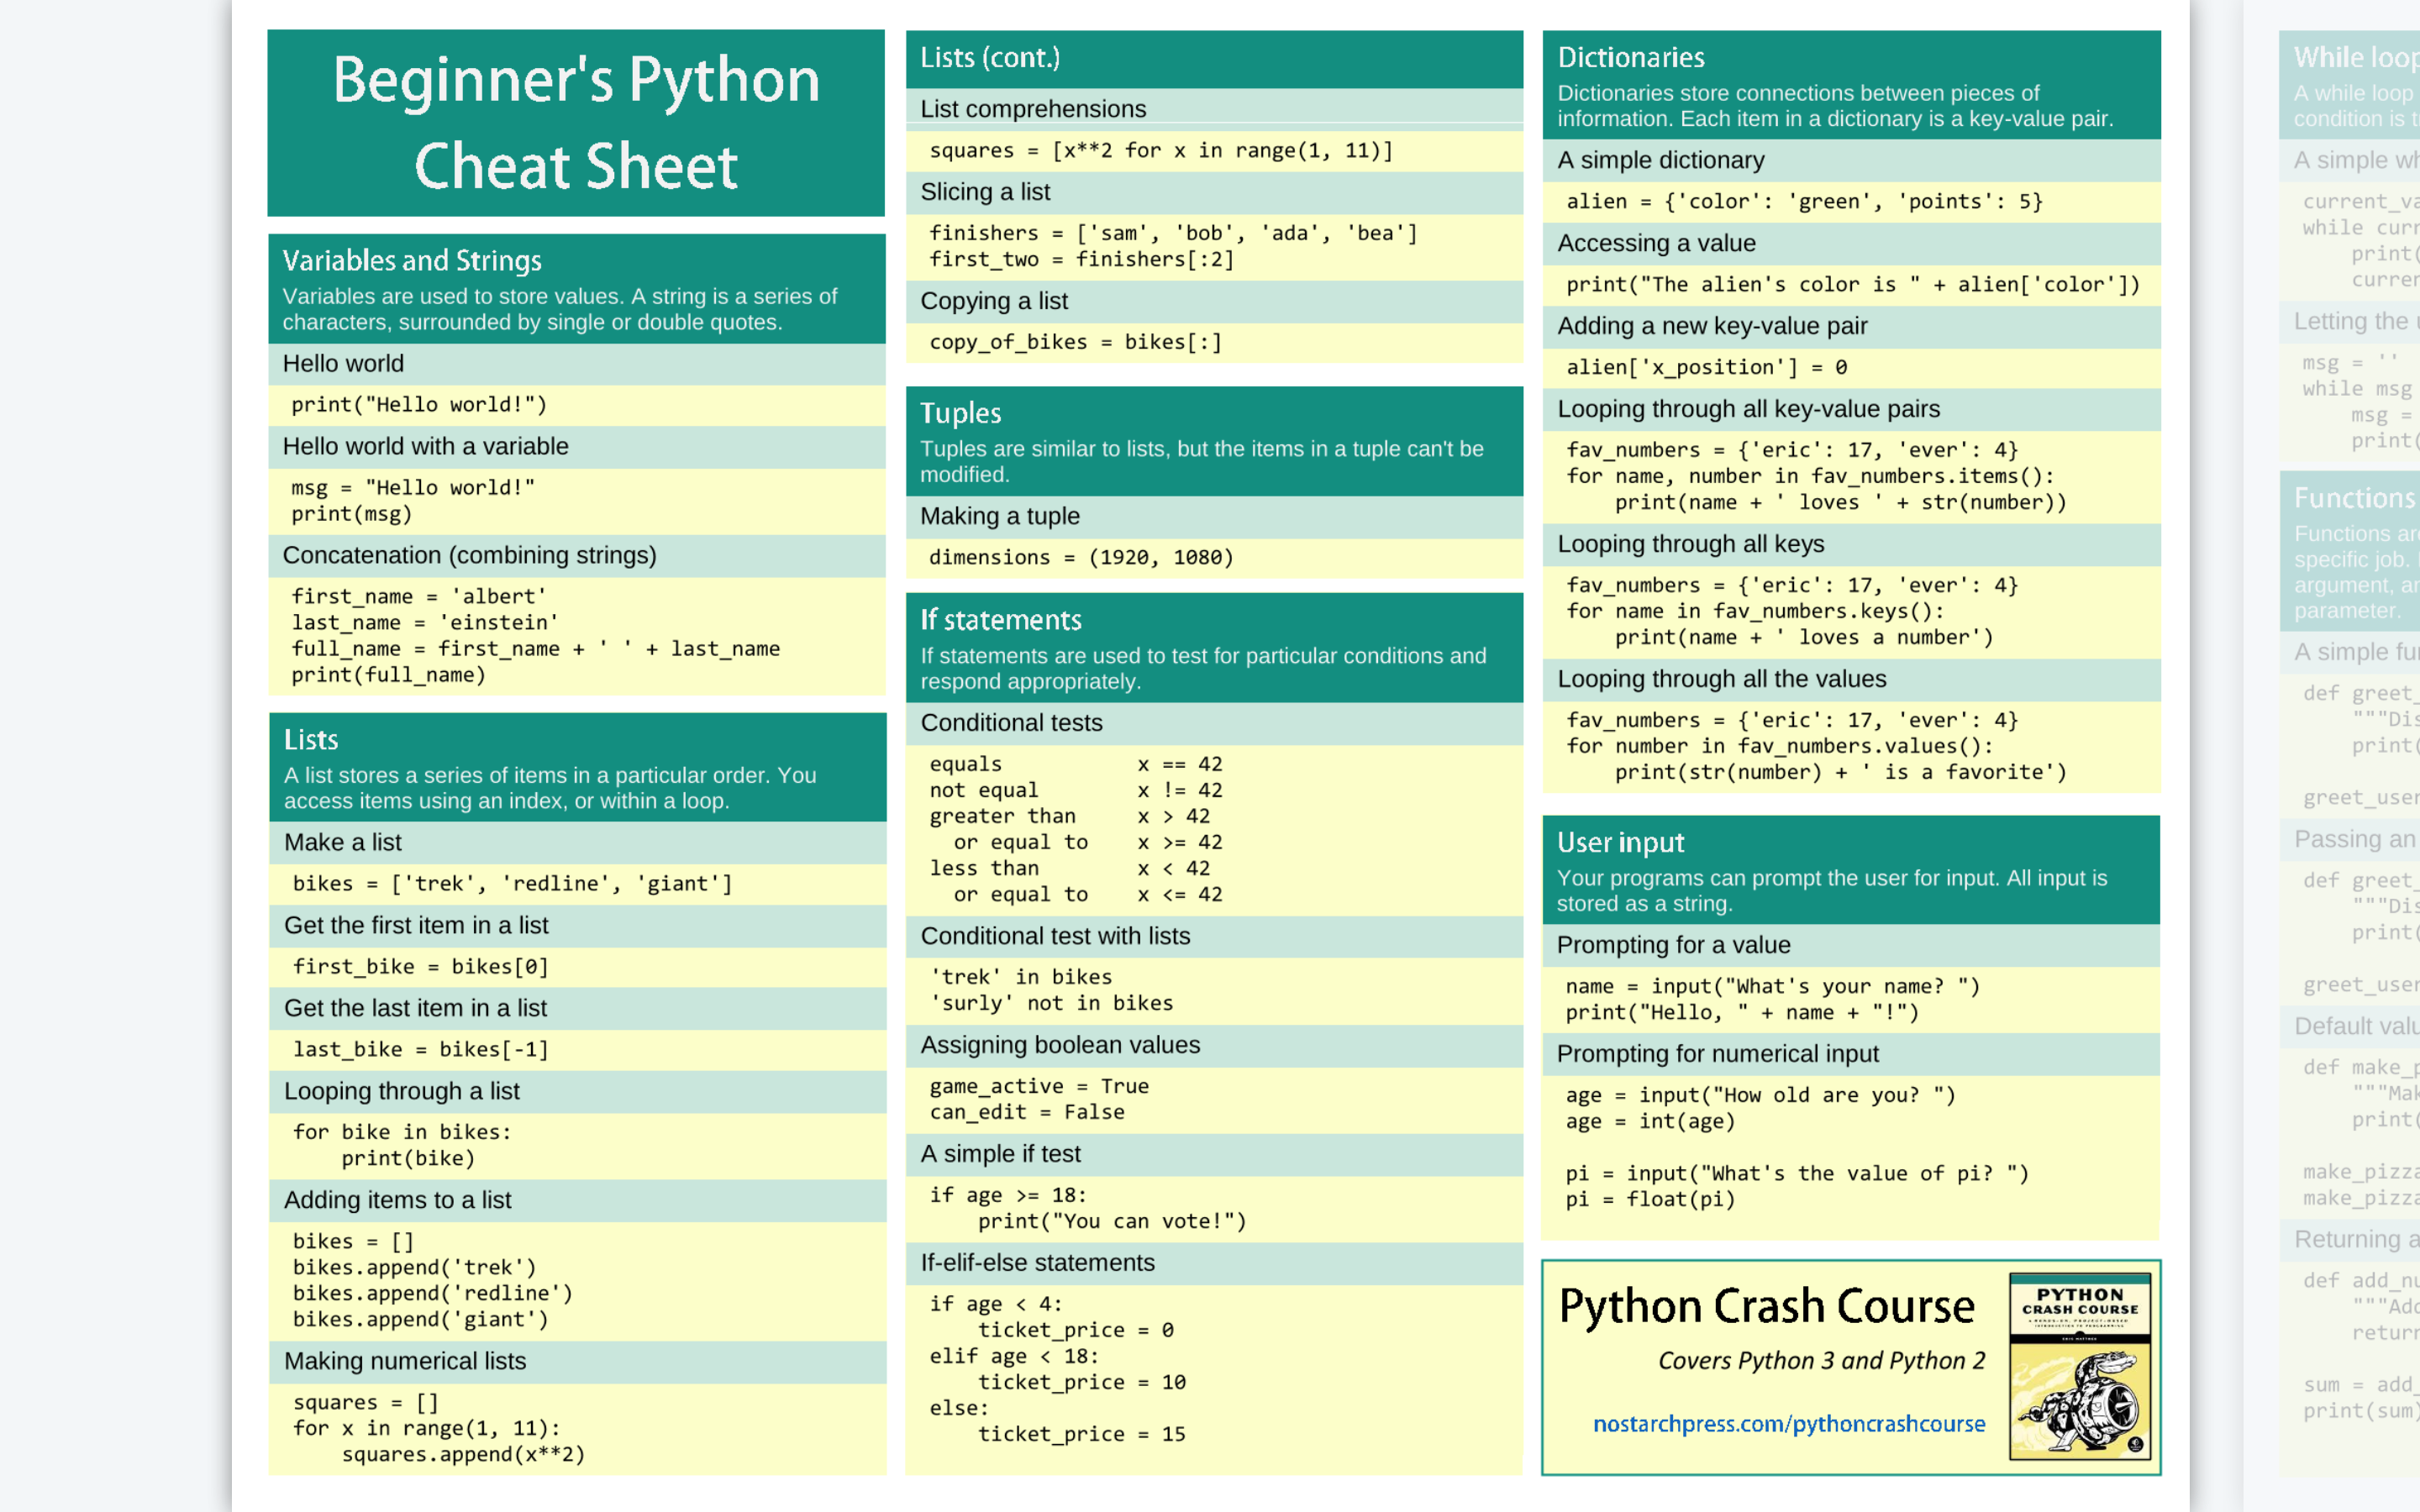 Beginner's Python
Cheat Sheet
Variables and Strings
Variables are used to store values. A string is a series of
characters, surrounded by single or double quotes.
Hello world
print("Hello world!")
Hello world with a variable
msg = "Hello world!"
print(msg)
Concatenation (combining strings)
first_name = 'albert'
last_name = 'einstein'
full_name = first_name + ' ' + last_name
print(full_name)
Lists
A list stores a series of items in a particular order. You
access items using an index, or within a loop.
Make a list
bikes = ['trek', 'redline', 'giant']
Get the first item in a list
first_bike = bikes[0]
Get the last item in a list
last_bike = bikes[-1]
Looping through a list
for bike in bikes:
    print(bike)
Adding items to a list
bikes = []
bikes.append('trek')
bikes.append('redline')
bikes.append('giant')
Making numerical lists
squares = []
for x in range(1, 11):
    squares.append(x**2)
Lists (cont.)
List comprehensions
squares = [x**2 for x in range(1, 11)]
Slicing a list
finishers = ['sam', 'bob', 'ada', 'bea']
first_two = finishers[:2]
Copying a list
copy_of_bikes = bikes[:]
Tuples
Tuples are similar to lists, but the items in a tuple can't be
modified.
Making a tuple
dimensions = (1920, 1080)
If statements
If statements are used to test for particular conditions and
respond appropriately.
Conditional tests
equals x == 42
not equal x != 42
greater than x > 42
  or equal to x >= 42
less than x < 42
  or equal to x <= 42
Conditional test with lists
'trek' in bikes
'surly' not in bikes
Assigning boolean values
game_active = True
can_edit = False
A simple if test
if age >= 18:
    print("You can vote!")
If-elif-else statements
if age < 4:
    ticket_price = 0
elif age < 18:
    ticket_price = 10
else:
    ticket_price = 15
Dictionaries
Dictionaries store connections between pieces of
information. Each item in a dictionary is a key-value pair.
A simple dictionary
alien = {'color': 'green', 'points': 5}
Accessing a value
print("The alien's color is " + alien['color'])
Adding a new key-value pair
alien['x_position'] = 0
Looping through all key-value pairs
fav_numbers = {'eric': 17, 'ever': 4}
for name, number in fav_numbers.items():
    print(name + ' loves ' + str(number))
Looping through all keys
fav_numbers = {'eric': 17, 'ever': 4}
for name in fav_numbers.keys():
    print(name + ' loves a number')
Looping through all the values
fav_numbers = {'eric': 17, 'ever': 4}
for number in fav_numbers.values():
    print(str(number) + ' is a favorite')
User input
Your programs can prompt the user for input. All input is
stored as a string.
Prompting for a value
name = input("What's your name? ")
print("Hello, " + name + "!")
Prompting for numerical input
age = input("How old are you? ")
age = int(age)
pi = input("What's the value of pi? ")
pi = float(pi)
Python Crash Course
Covers Python 3 and Python 2
nostarchpress.com/pythoncrashcourse
PYTHON
CRASH COURSE
While loop
A while loop
condition is
A simple
while
    print(
Letting the
msg = ''
while msg
    msg =
    print(
Functions
Functions
specific job.
argument,
parameter.
A simple
def greet_
    """
    print(
greet_user
Passing an
def greet_
    """
    print(
greet_user
Default
def make_p
    """
    print(
make_pizza
make_pizza
Returning a
def
    """
    return
sum = add_
print(sum)